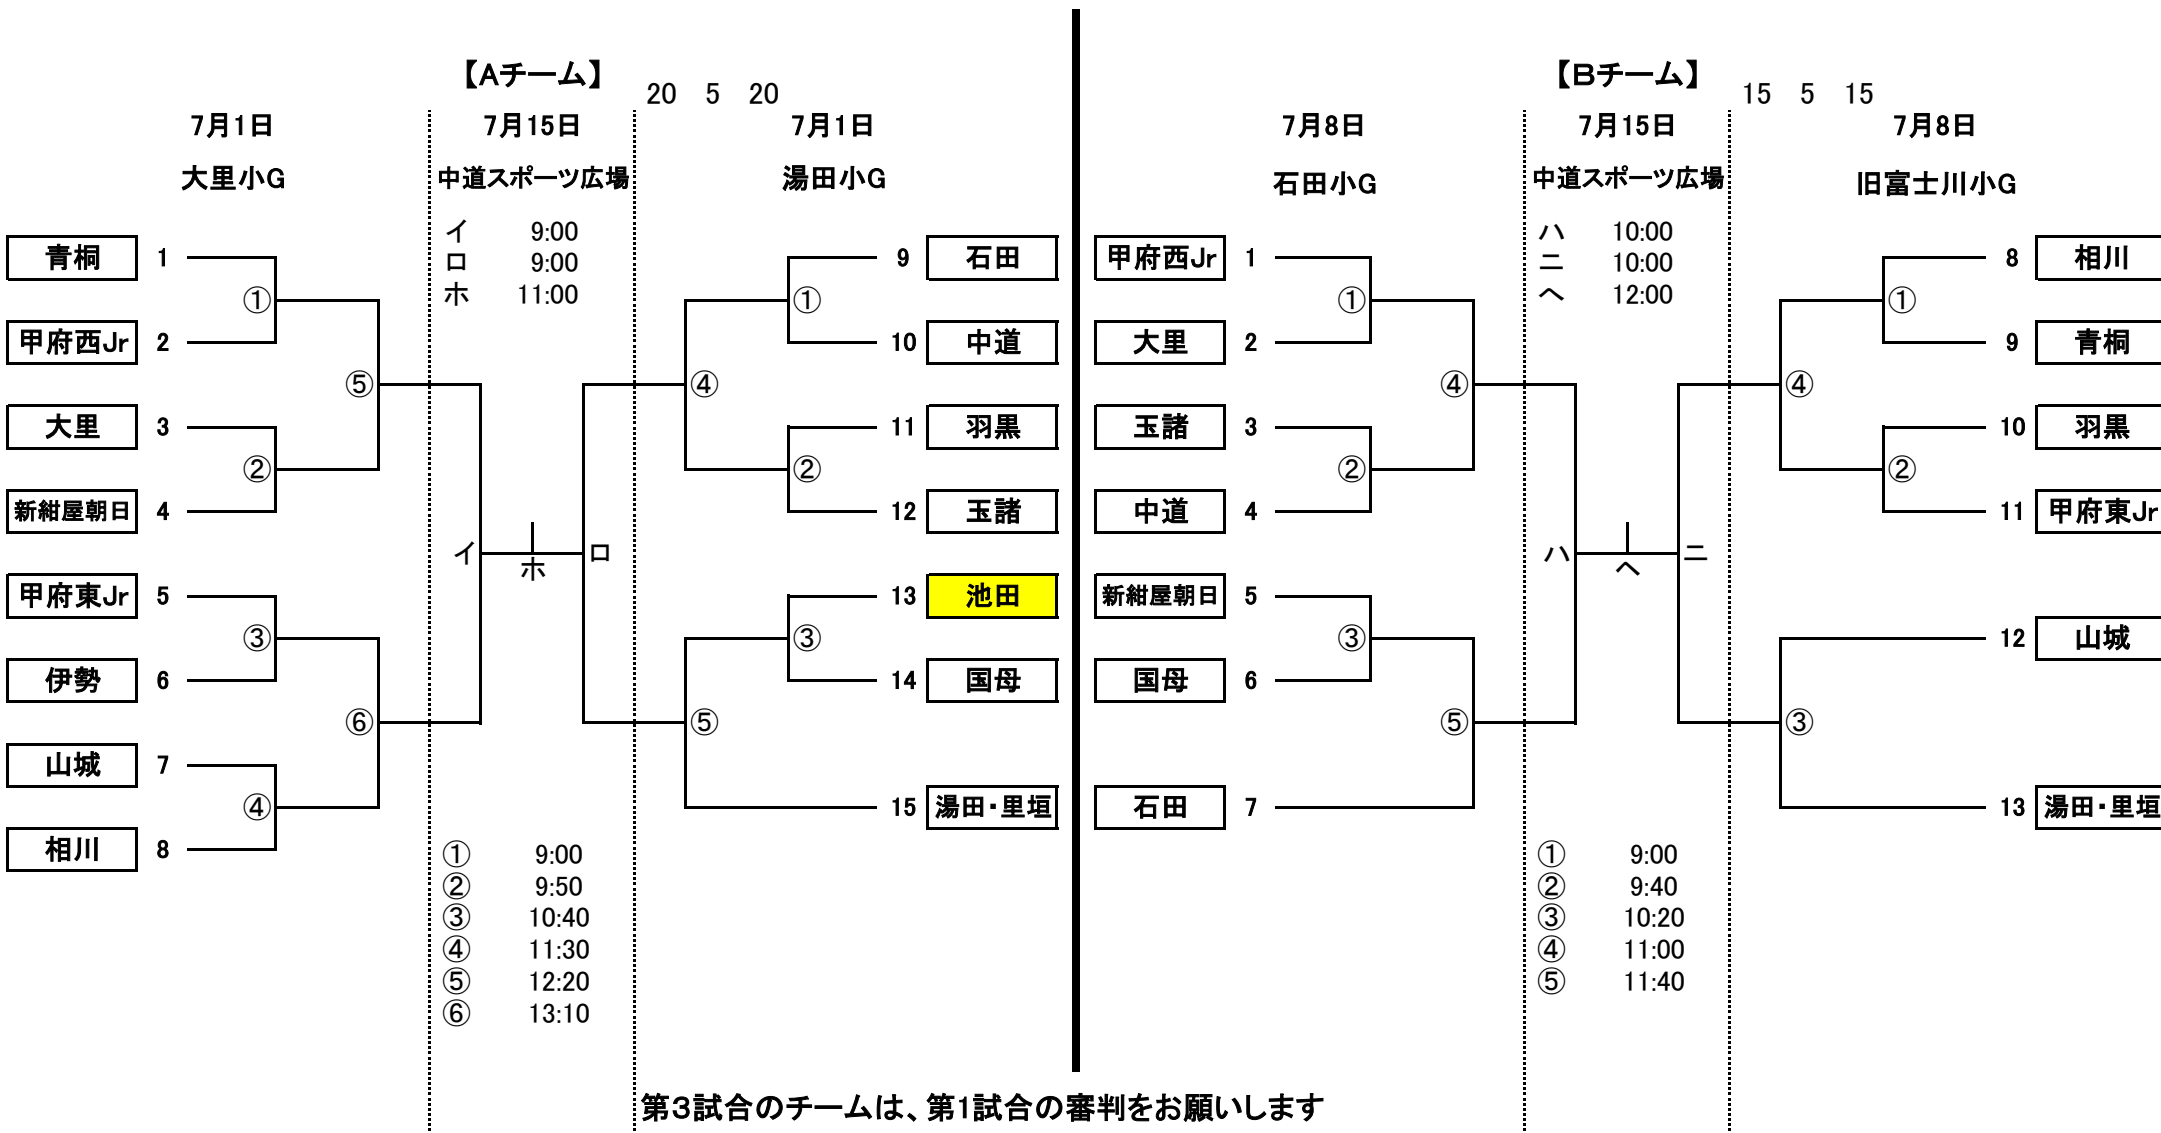 【Aチーム】
20 5 20
7月1日
7月15日
7月1日
大里小G
中道スポーツ広場
湯田小G
イ 9:00
ロ 9:00
ホ 11:00
青桐 1
甲府西Jr 2
大里 3
新紺屋朝日 4
甲府東Jr 5
伊勢 6
山城 7
相川 8
①
②
③
④
⑤
⑥
イ
ホ
ロ
9 石田
10 中道
11 羽黒
12 玉諸
13 池田
14 国母
15 湯田・里垣
①
②
③
④
⑤
① 9:00
② 9:50
③ 10:40
④ 11:30
⑤ 12:20
⑥ 13:10
【Bチーム】
15 5 15
7月8日
7月15日
7月8日
石田小G
中道スポーツ広場
旧富士川小G
ハ 10:00
ニ 10:00
ヘ 12:00
甲府西Jr 1
大里 2
玉諸 3
中道 4
新紺屋朝日 5
国母 6
石田 7
①
②
③
④
⑤
ハ
ヘ
ニ
8 相川
9 青桐
10 羽黒
11 甲府東Jr
12 山城
13 湯田・里垣
①
②
④
③
① 9:00
② 9:40
③ 10:20
④ 11:00
⑤ 11:40
第3試合のチームは、第1試合の審判をお願いします